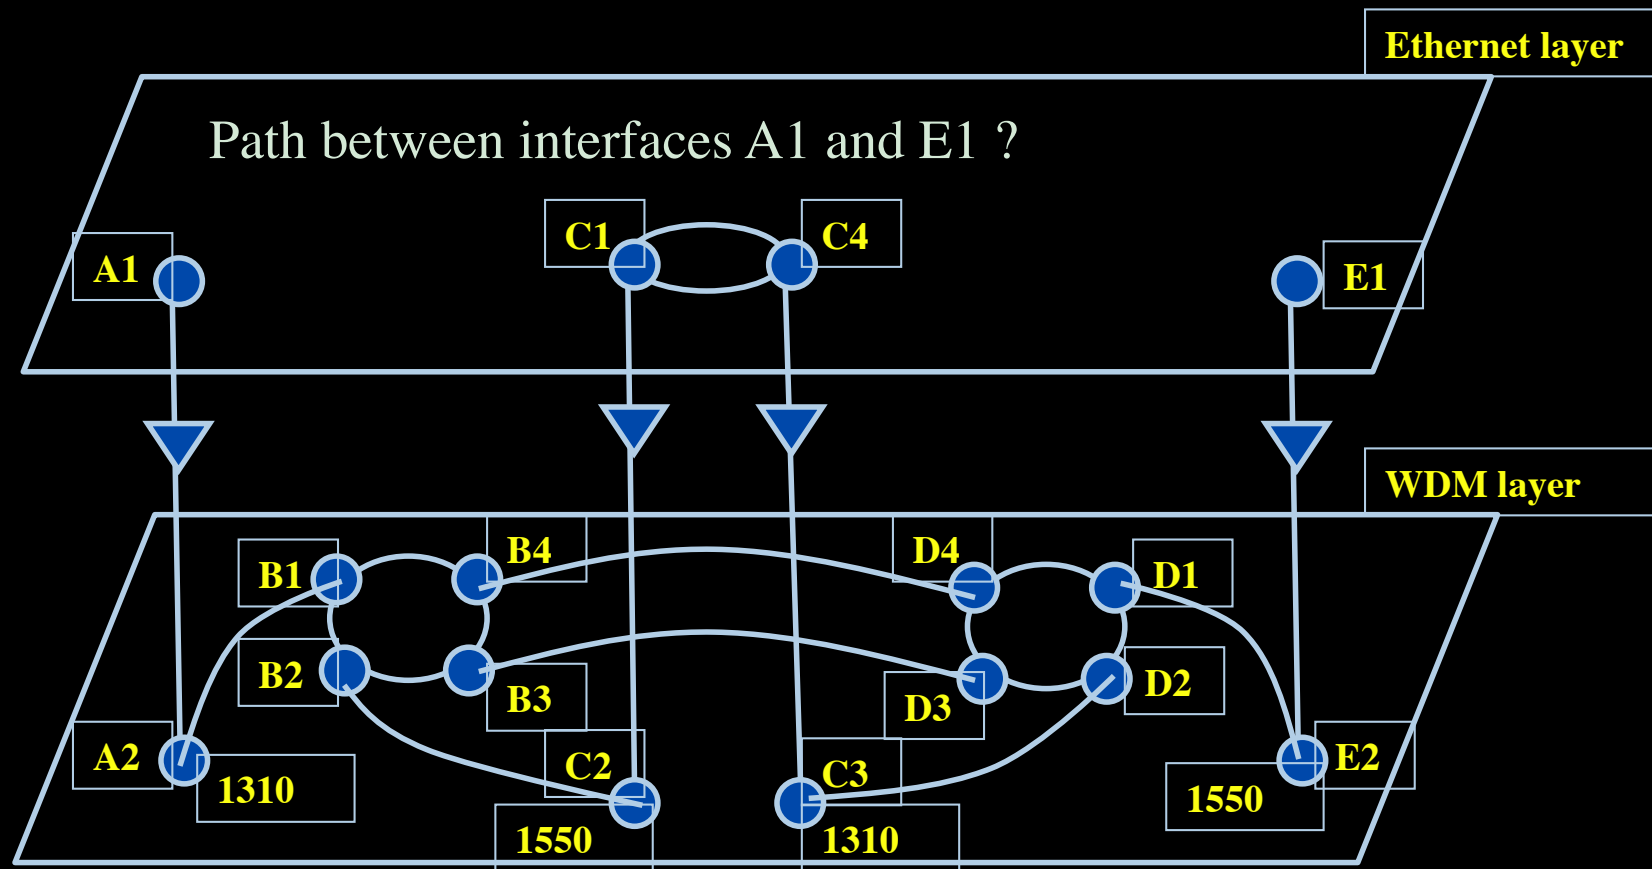 Ethernet layer
Path between interfaces A1 and E1 ?
C1
C4
A1
E1
WDM layer
B4
D4
B1
D1
B2
D2
B3
D3
A2
C2
C3
E2
1310
1550
1550
1310